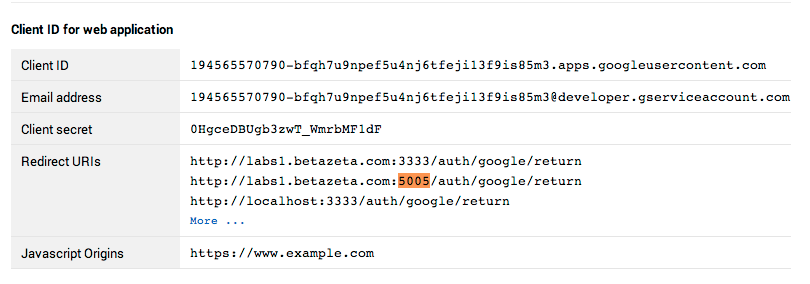 Client ID for web application
Client ID 194565570790-bfqh7u9npef5u4nj6tfeji13f9is85m3.apps.googleusercontent.com
Email address 194565570790-bfqh7u9npef5u4nj6tfeji13f9is85m3@developer.gserviceaccount.com
Client secret 0HgceDBUgb3zwT_WmrbMF1dF
Redirect URIs http://labs1.betazeta.com:3333/auth/google/return
http://labs1.betazeta.com:5005/auth/google/return
http://localhost:3333/auth/google/return
More ...
Javascript Origins https://www.example.com